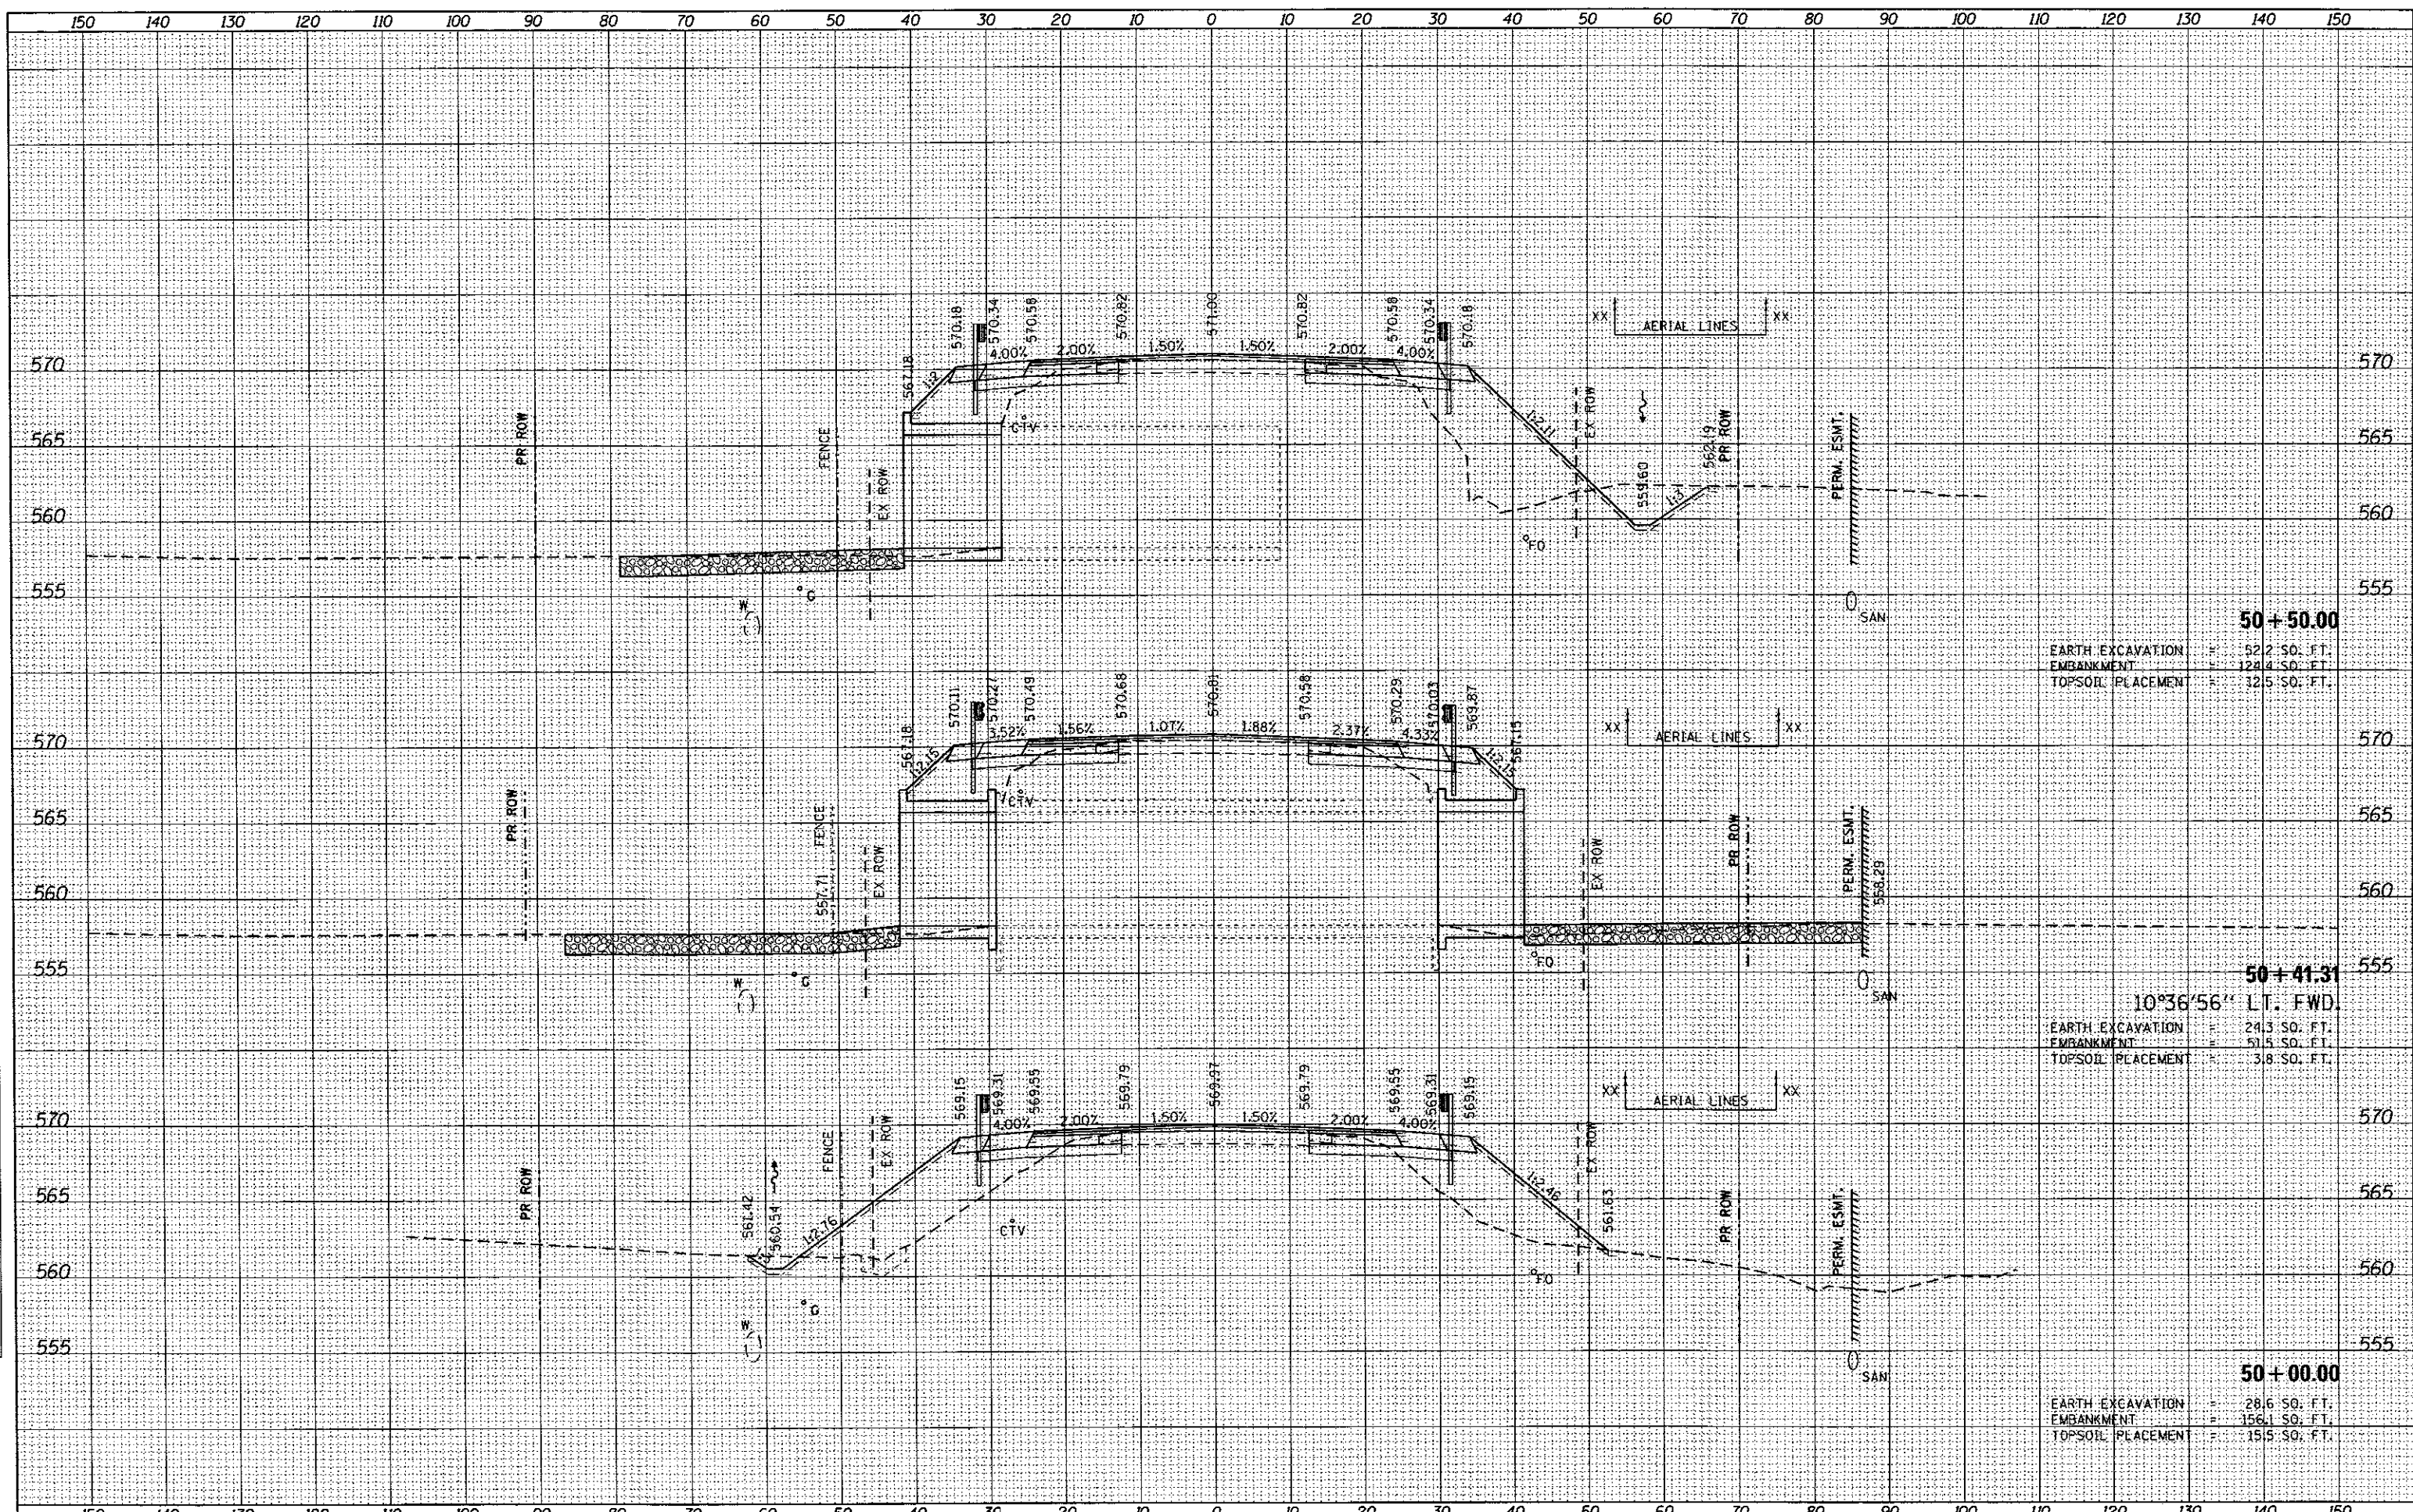 150 140 130 120 110 100 90 80 70 60 50 40 30 20 10 0 10 20 30 40 50 60 70 80 90 100 110 120 130 140 150
570.18 570.34 570.58 570.82 571.00 570.82 570.58 570.34 570.18
XX AERIAL LINES XX
4.00% 2.00% 1.50% 1.50% 2.00% 4.00%
570 567.18 1:2 570
PR ROW FENCE EX ROW CTV 1:2.11 EX ROW 559.60 562.19 PR ROW PERM. ESMT.
565 565
1:3
560 560
FO
555 G 555
W SAN
50+50.00
EARTH EXCAVATION = 52.2 SQ. FT.
EMBANKMENT = 124.4 SQ. FT.
TOPSOIL PLACEMENT = 12.5 SQ. FT.
570.11 570.27 570.49 570.68 570.81 570.58 570.29 570.03 569.87
XX AERIAL LINES XX
3.52% 1.56% 1.07% 1.88% 2.37% 4.33%
570 567.18 1:2.15 1:2.15 567.15 570
PR ROW 557.71 FENCE EX ROW CTV EX ROW PR ROW PERM. ESMT. 558.29
565 565
560 560
FO
555 G 555
W SAN
50+41.31
10°36'56" LT. FWD.
EARTH EXCAVATION = 24.3 SQ. FT.
EMBANKMENT = 51.5 SQ. FT.
TOPSOIL PLACEMENT = 3.8 SQ. FT.
569.15 569.31 569.55 569.79 569.97 569.79 569.55 569.31 569.15
XX AERIAL LINES XX
4.00% 2.00% 1.50% 1.50% 2.00% 4.00%
570 570
PR ROW 561.42 560.54 FENCE EX ROW EX ROW 561.63 PR ROW PERM. ESMT.
565 565
1:2.76 CTV 1:2.46
560 FO 560
G
555 W 555
SAN
50+00.00
EARTH EXCAVATION = 28.6 SQ. FT.
EMBANKMENT = 156.1 SQ. FT.
TOPSOIL PLACEMENT = 15.5 SQ. FT.
150 140 130 120 110 100 90 80 70 60 50 40 30 20 10 0 10 20 30 40 50 60 70 80 90 100 110 120 130 140 150